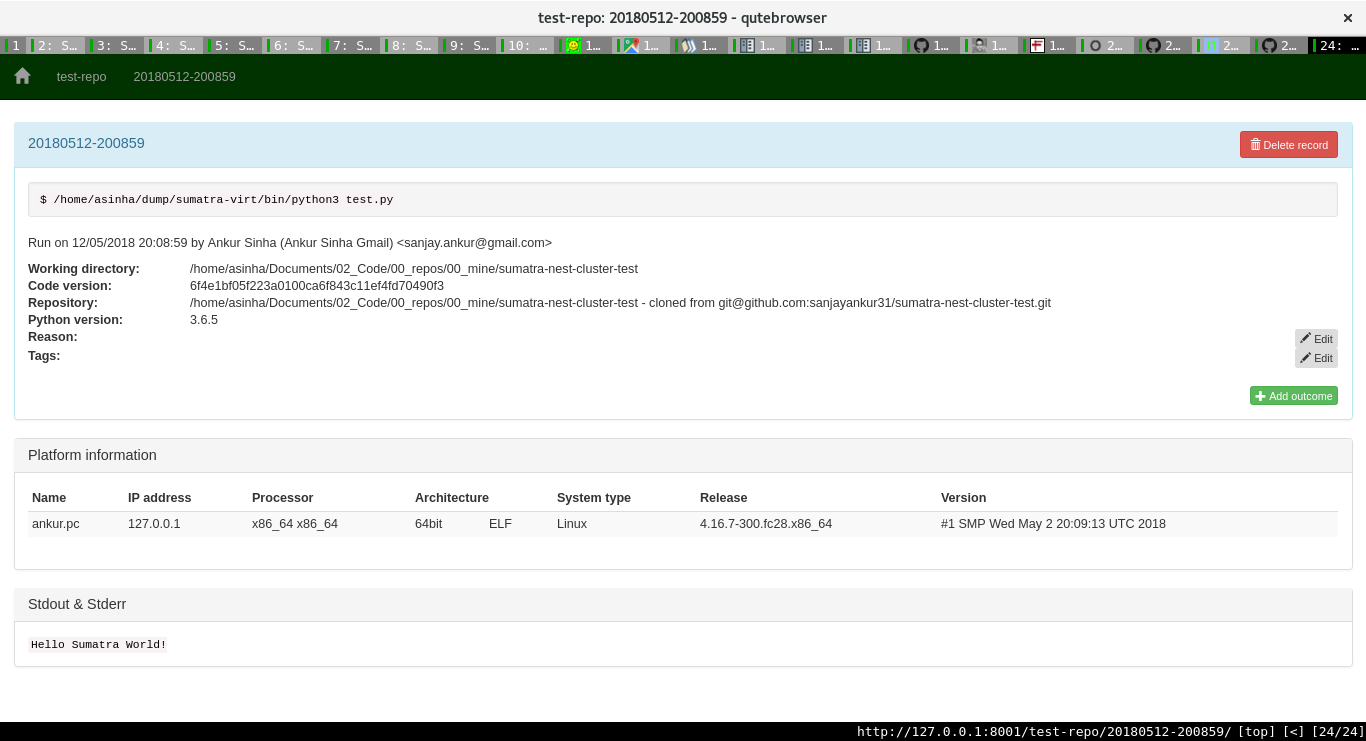 test-repo: 20180512-200859 - qutebrowser ×
1 2: S… 3: S… 4: S… 5: S… 6: S… 7: S… 8: S… 9: S… 10: … 1… 1… 1… 1… 1… 1… 1… 1… 1… 2… 2… 2… 2… 24: …
test-repo 20180512-200859
20180512-200859 Delete record
$ /home/asinha/dump/sumatra-virt/bin/python3 test.py
Run on 12/05/2018 20:08:59 by Ankur Sinha (Ankur Sinha Gmail) <sanjay.ankur@gmail.com>
Working directory: /home/asinha/Documents/02_Code/00_repos/00_mine/sumatra-nest-cluster-test
Code version: 6f4e1bf05f223a0100ca6f843c11ef4fd70490f3
Repository: /home/asinha/Documents/02_Code/00_repos/00_mine/sumatra-nest-cluster-test - cloned from git@github.com:sanjayankur31/sumatra-nest-cluster-test.git
Python version: 3.6.5
Reason: Edit
Tags: Edit
Add outcome
Platform information
Name IP address Processor Architecture System type Release Version
ankur.pc 127.0.0.1 x86_64 x86_64 64bit ELF Linux 4.16.7-300.fc28.x86_64 #1 SMP Wed May 2 20:09:13 UTC 2018
Stdout & Stderr
Hello Sumatra World!
http://127.0.0.1:8001/test-repo/20180512-200859/ [top] [<] [24/24]